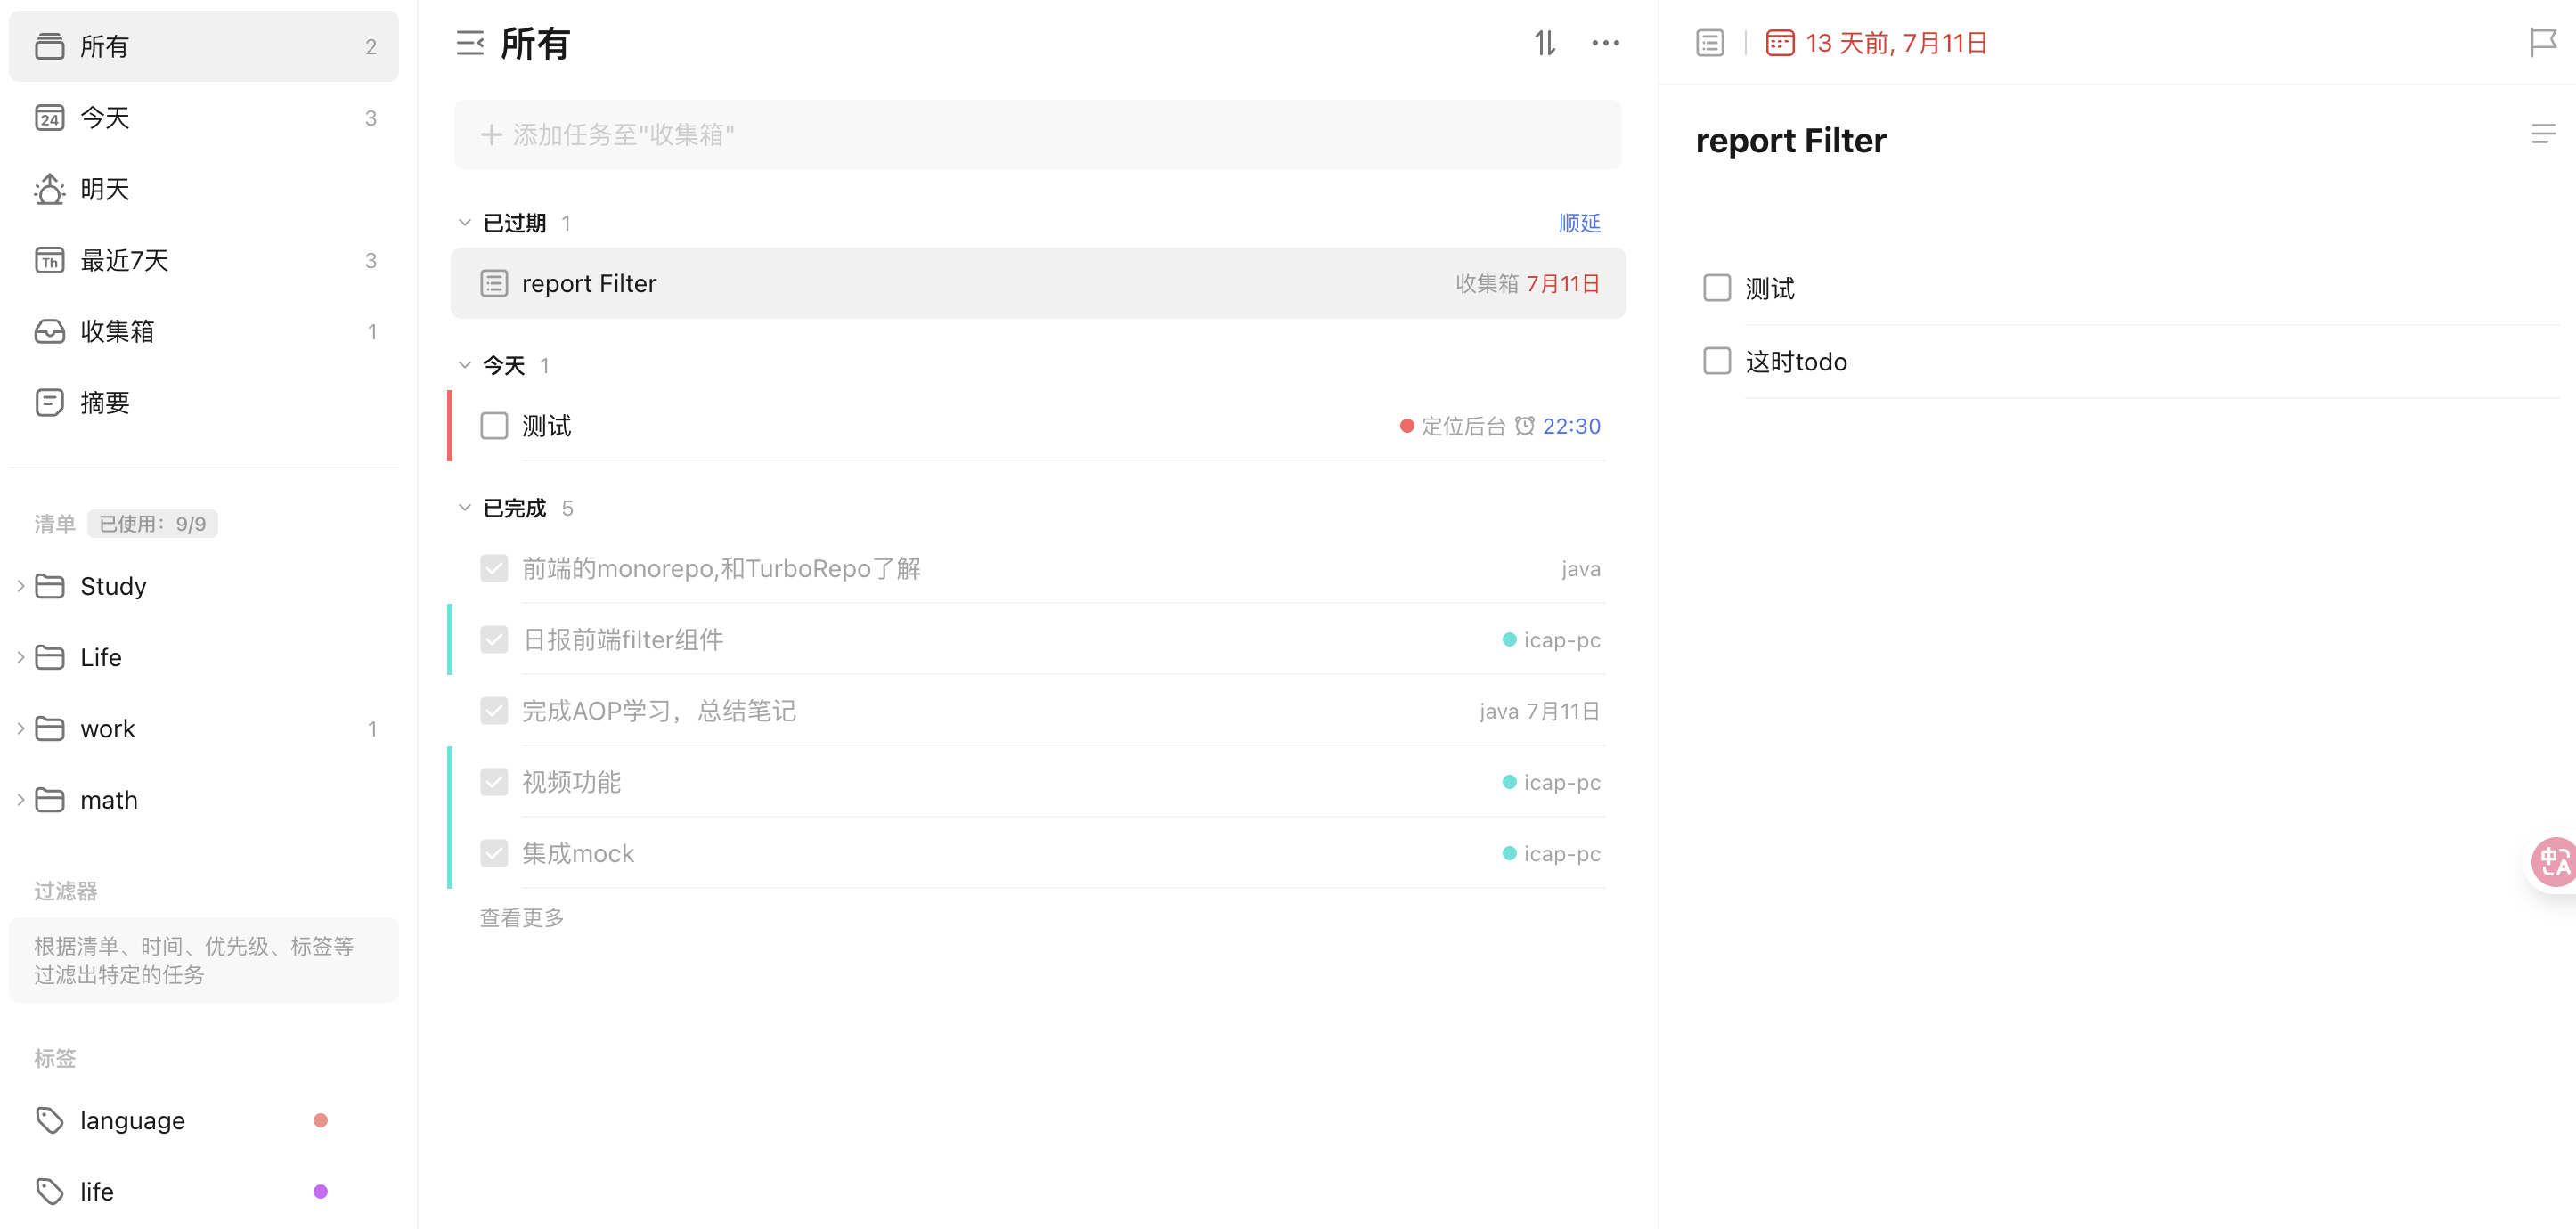 所有 2
24 今天 3
明天
Th 最近7天 3
收集箱 1
摘要
清单 已使用：9/9
Study
Life
work 1
math
过滤器
根据清单、时间、优先级、标签等
过滤出特定的任务
标签
language
life
所有
添加任务至"收集箱"
已过期 1 顺延
report Filter 收集箱 7月11日
今天 1
测试 定位后台 22:30
已完成 5
前端的monorepo,和TurboRepo了解 java
日报前端filter组件 icap-pc
完成AOP学习，总结笔记 java 7月11日
视频功能 icap-pc
集成mock icap-pc
查看更多
13 天前, 7月11日
report Filter
测试
这时todo
中A